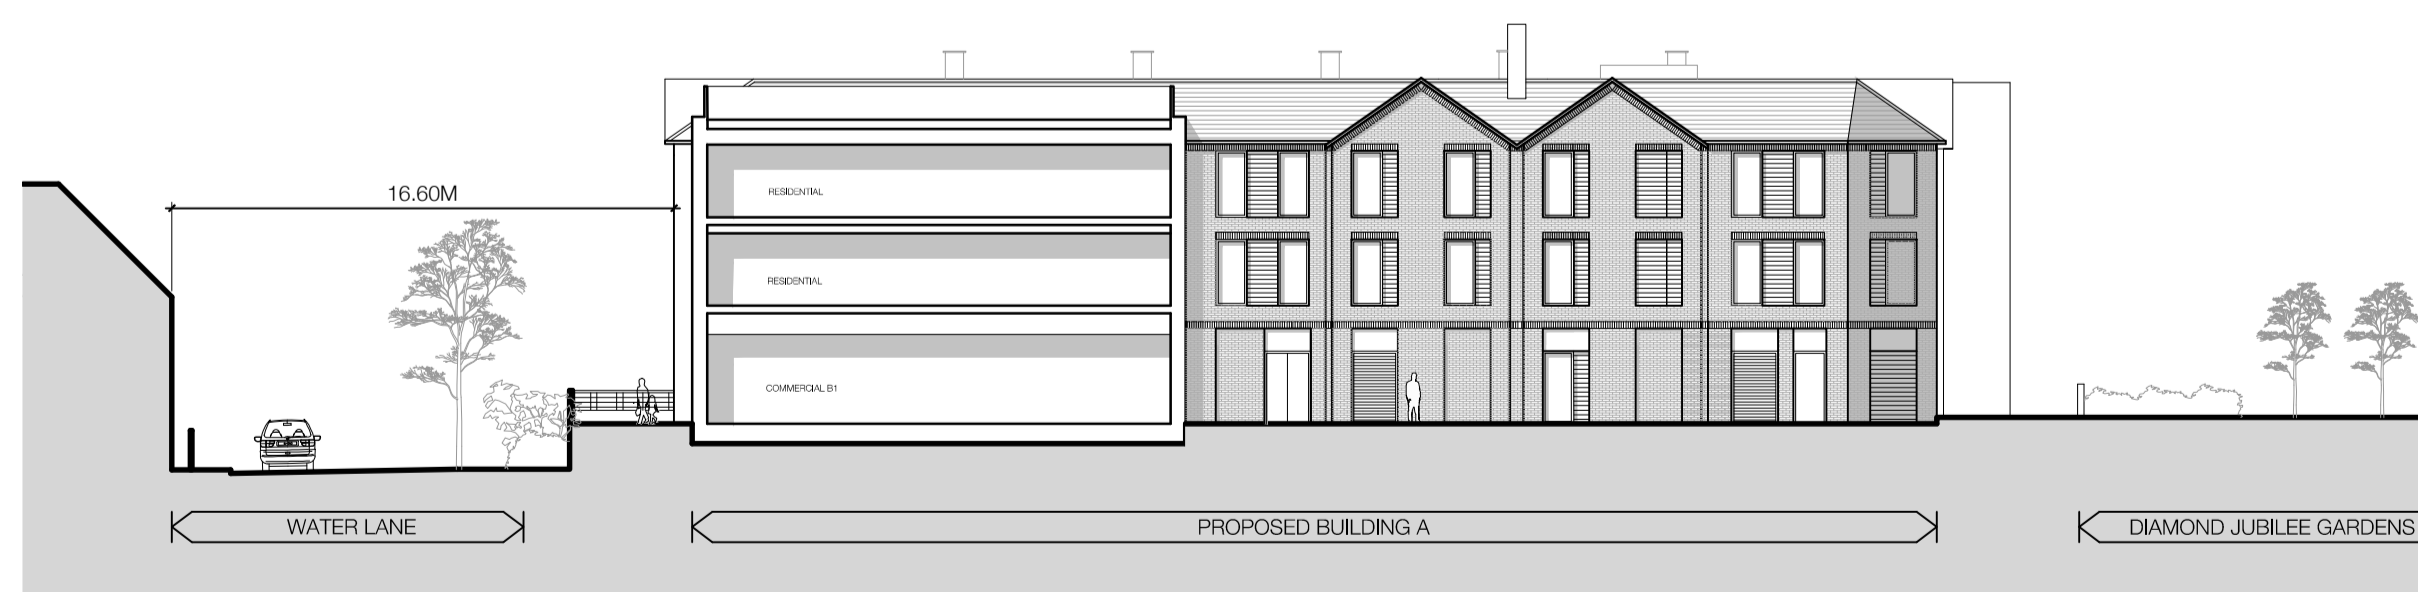 16.60M
RESIDENTIAL
RESIDENTIAL
COMMERCIAL B1
WATER LANE
PROPOSED BUILDING A
DIAMOND JUBILEE GARDENS